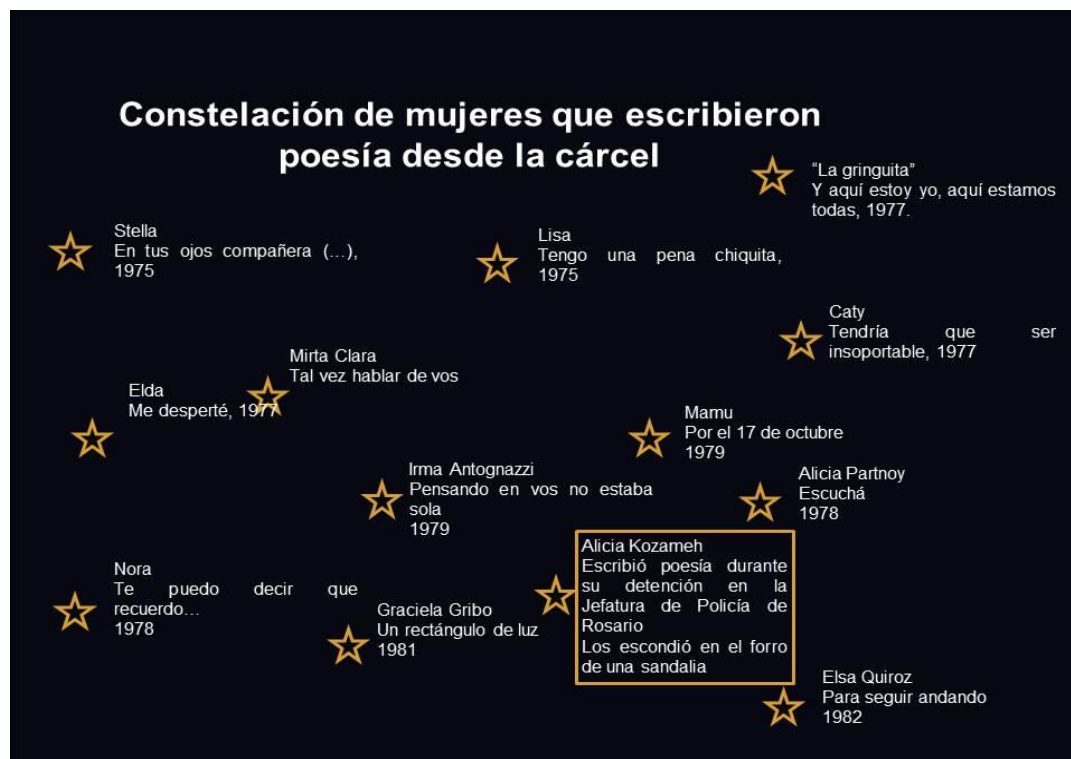 Constelación de mujeres que escribieron
poesía desde la cárcel
“La gringuita”
Y aquí estoy yo, aquí estamos
todas, 1977.
Stella
En tus ojos compañera (…),
1975
Lisa
Tengo una pena chiquita,
1975
Caty
Tendría que ser
insoportable, 1977
Mirta Clara
Tal vez hablar de vos
Elda
Me desperté, 1977
Mamu
Por el 17 de octubre
1979
Irma Antognazzi
Pensando en vos no estaba
sola
1979
Alicia Partnoy
Escuchá
1978
Alicia Kozameh
Escribió poesía durante
su detención en la
Jefatura de Policía de
Rosario
Los escondió en el forro
de una sandalia
Nora
Te puedo decir que
recuerdo…
1978
Graciela Gribo
Un rectángulo de luz
1981
Elsa Quiroz
Para seguir andando
1982